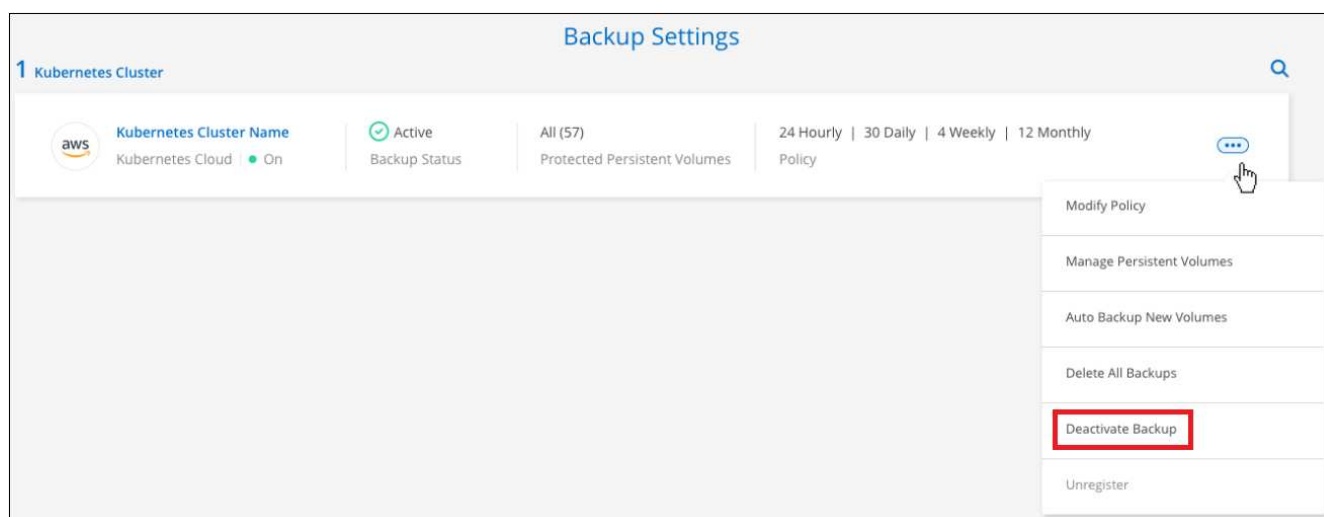 Backup Settings
1 Kubernetes Cluster
aws
Kubernetes Cluster Name
Kubernetes Cloud | On
Active
Backup Status
All (57)
Protected Persistent Volumes
24 Hourly | 30 Daily | 4 Weekly | 12 Monthly
Policy
Modify Policy
Manage Persistent Volumes
Auto Backup New Volumes
Delete All Backups
Deactivate Backup
Unregister